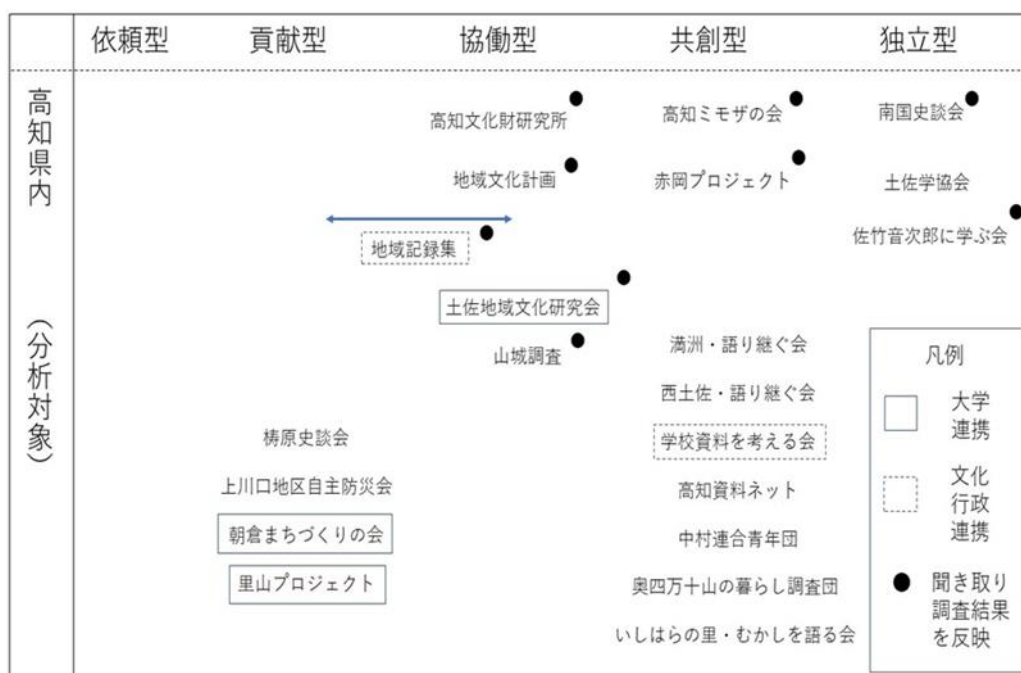 依頼型 貢献型 協働型 共創型 独立型
高知県内
(分析対象)
高知文化財研究所 高知ミモザの会 南国史談会
地域文化計画 赤岡プロジェクト 土佐学協会
佐竹音次郎に学ぶ会
地域記録集
土佐地域文化研究会
山城調査 満洲・語り継ぐ会
西土佐・語り継ぐ会
梼原史談会 学校資料を考える会
上川口地区自主防災会 高知資料ネット
朝倉まちづくりの会 中村連合青年団
里山プロジェクト 奥四万十山の暮らし調査団
いしはらの里・むかしを語る会
凡例
大学
連携
文化
行政
連携
聞き取り
調査結果
を反映